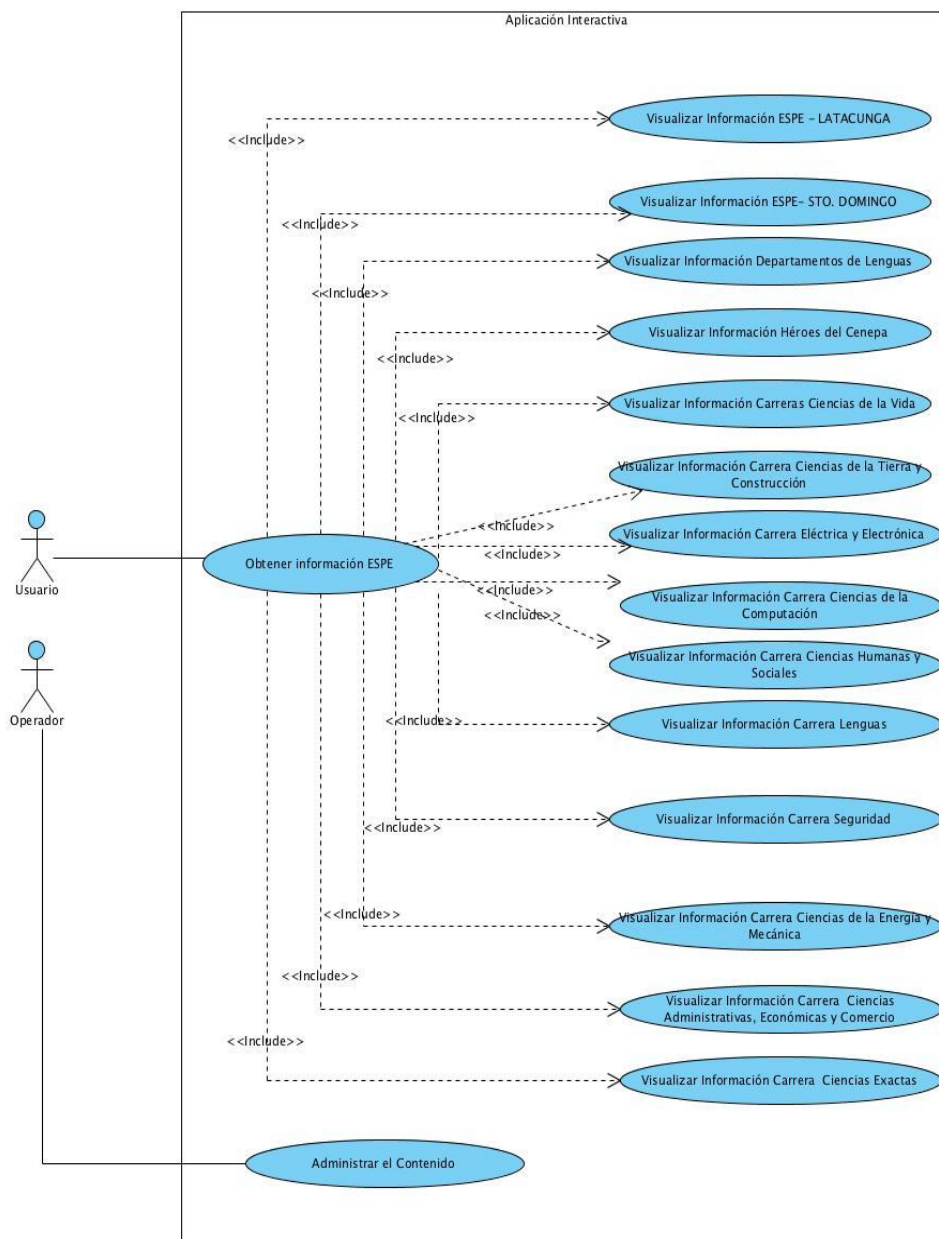 Aplicación Interactiva
Visualizar Información ESPE - LATACUNGA
<<Include>>
Visualizar Información ESPE- STO. DOMINGO
<<Include>>
Visualizar Información Departamentos de Lenguas
<<Include>>
Visualizar Información Héroes del Cenepa
<<Include>>
Visualizar Información Carreras Ciencias de la Vida
<<Include>>
Visualizar Información Carrera Ciencias de la Tierra y
Construcción
<<Include>>
Visualizar Información Carrera Eléctrica y Electrónica
<<Include>>
Obtener información ESPE
Usuario
<<Include>>
Visualizar Información Carrera Ciencias de la
Computación
<<Include>>
Visualizar Información Carrera Ciencias Humanas y
Sociales
Operador
<<Include>>
Visualizar Información Carrera Lenguas
Visualizar Información Carrera Seguridad
<<Include>>
<<Include>>
Visualizar Información Carrera Ciencias de la Energía y
Mecánica
<<Include>>
Visualizar Información Carrera Ciencias
Administrativas, Económicas y Comercio
<<Include>>
Visualizar Información Carrera Ciencias Exactas
Administrar el Contenido